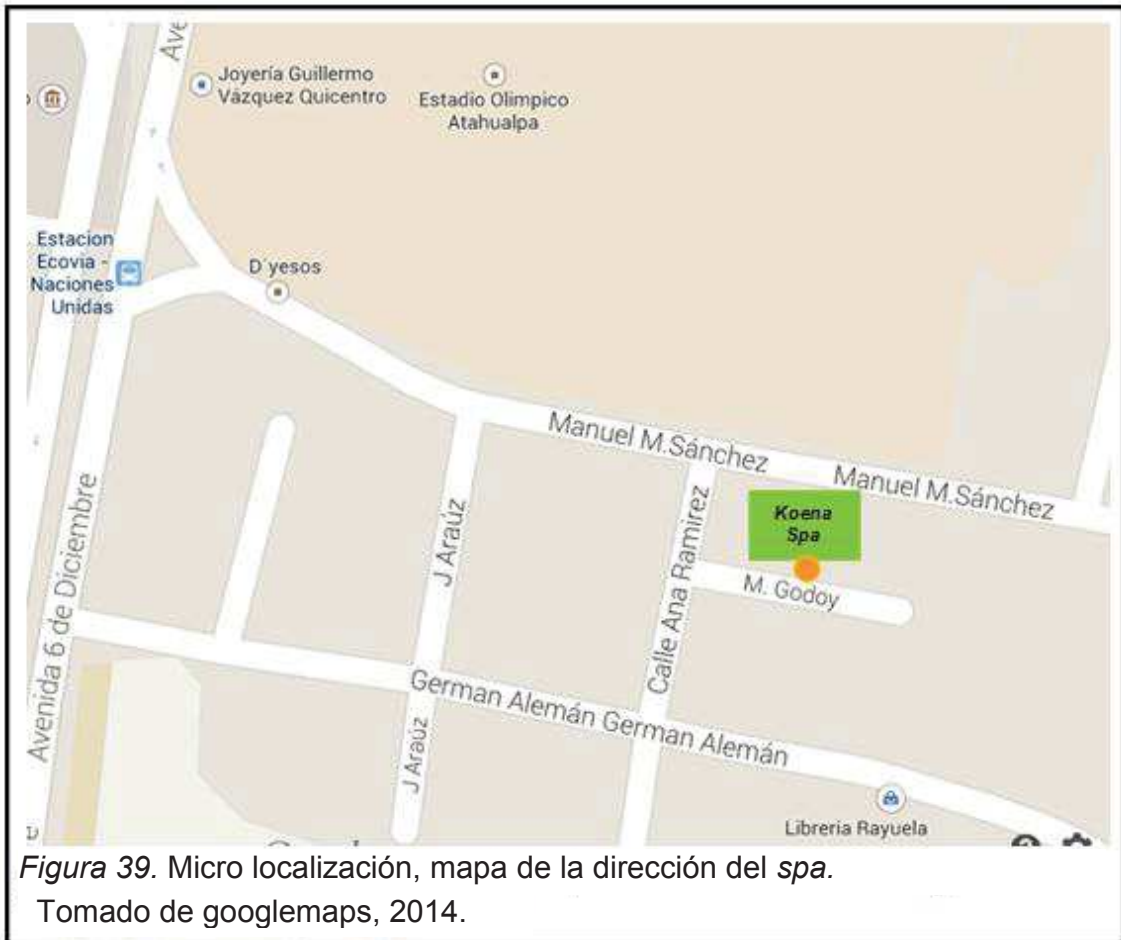 Ave
Joyería Guillermo
Vázquez Quicentro
Estadio Olimpico
Atahualpa
Estacion
Ecovia -
Naciones
Unidas
D´yesos
Manuel M.Sánchez
Manuel M.Sánchez
Koena
Spa
M. Godoy
Calle Ana Ramirez
J Araúz
Avenida 6 de Diciembre
German Alemán German Alemán
J Araúz
Libreria Rayuela
Figura 39. Micro localización, mapa de la dirección del spa.
Tomado de googlemaps, 2014.